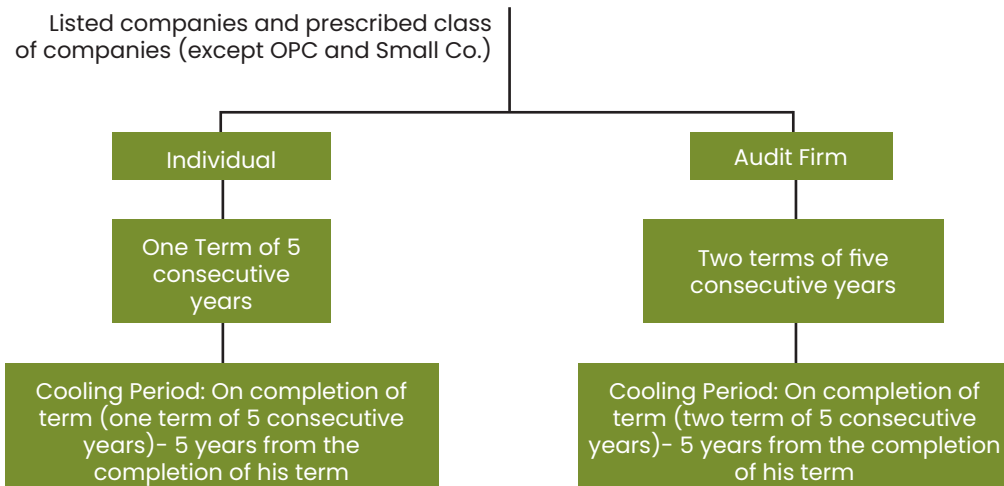 Listed companies and prescribed class
of companies (except OPC and Small Co.)
Individual
Audit Firm
One Term of 5
consecutive
years
Two terms of five
consecutive years
Cooling Period: On completion of
term (one term of 5 consecutive
years)- 5 years from the
completion of his term
Cooling Period: On completion of
term (two term of 5 consecutive
years)- 5 years from the completion
of his term